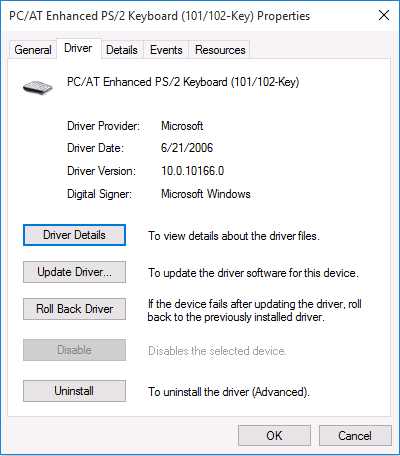 PC/AT Enhanced PS/2 Keyboard (101/102-Key) Properties
General Driver Details Events Resources
PC/AT Enhanced PS/2 Keyboard (101/102-Key)
Driver Provider: Microsoft
Driver Date: 6/21/2006
Driver Version: 10.0.10166.0
Digital Signer: Microsoft Windows
Driver Details To view details about the driver files.
Update Driver... To update the driver software for this device.
Roll Back Driver If the device fails after updating the driver, roll
back to the previously installed driver.
Disable Disables the selected device.
Uninstall To uninstall the driver (Advanced).
OK Cancel